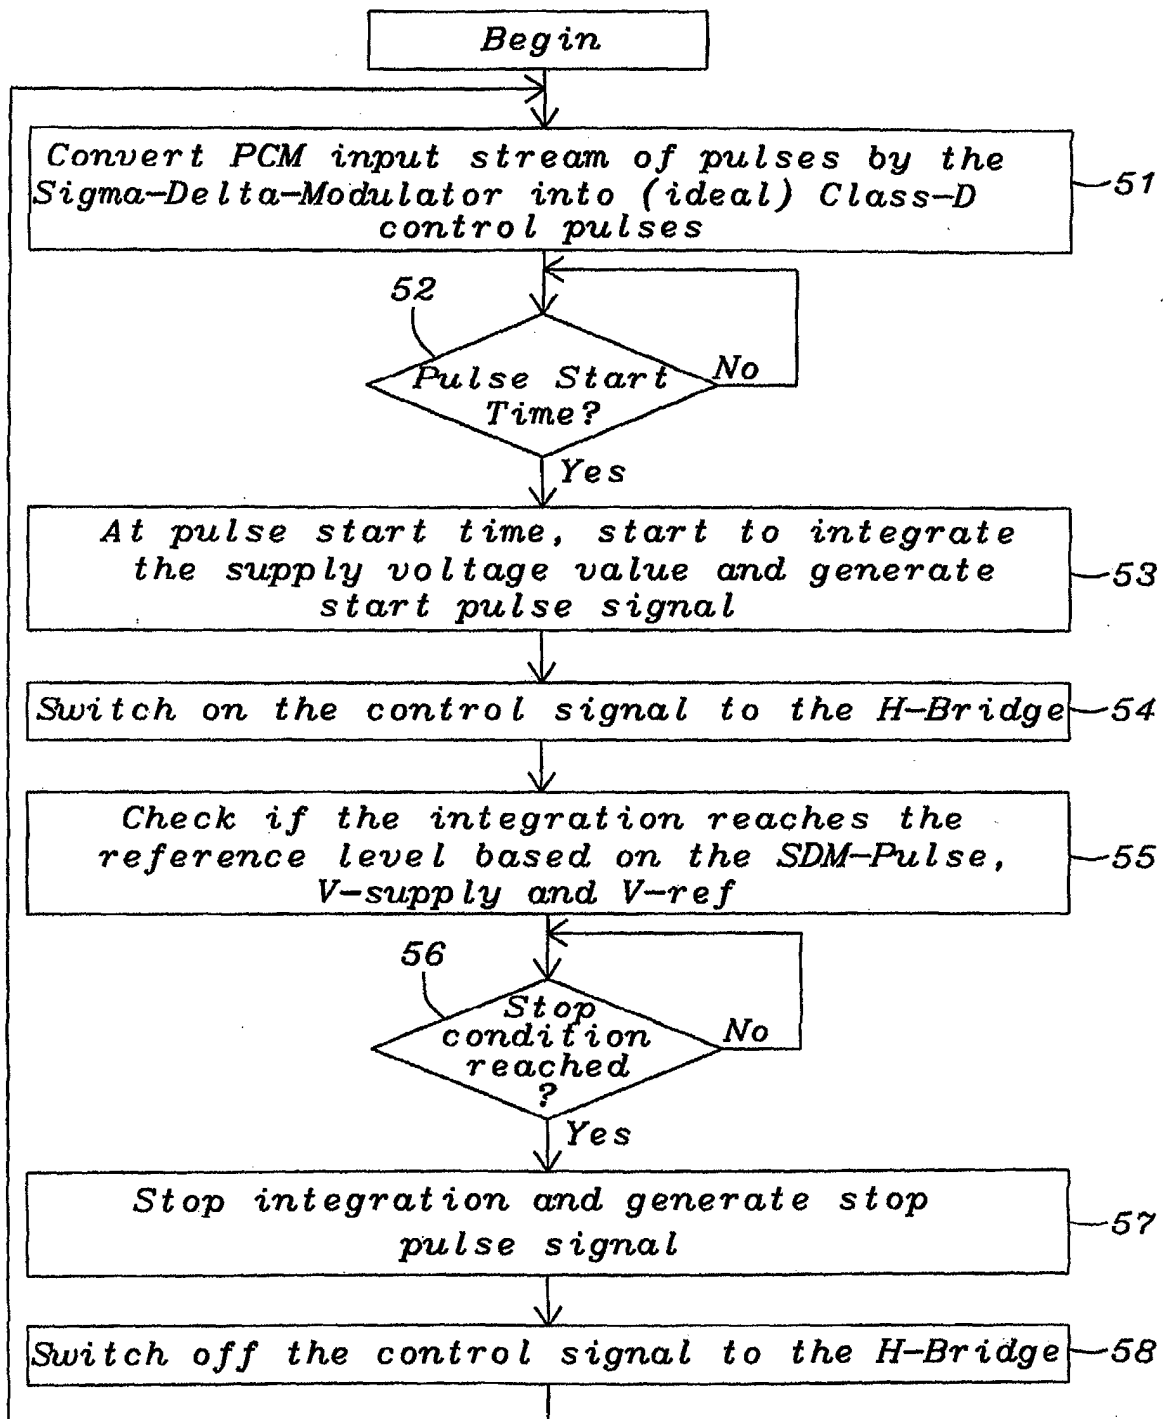 Begin
Convert PCM input stream of pulses by the
Sigma-Delta-Modulator into (ideal) Class-D
control pulses
51
52
Pulse Start
Time?
No
Yes
At pulse start time, start to integrate
the supply voltage value and generate
start pulse signal
53
Switch on the control signal to the H-Bridge
54
Check if the integration reaches the
reference level based on the SDM-Pulse,
V-supply and V-ref
55
56
Stop
condition
reached
?
No
Yes
Stop integration and generate stop
pulse signal
57
Switch off the control signal to the H-Bridge
58